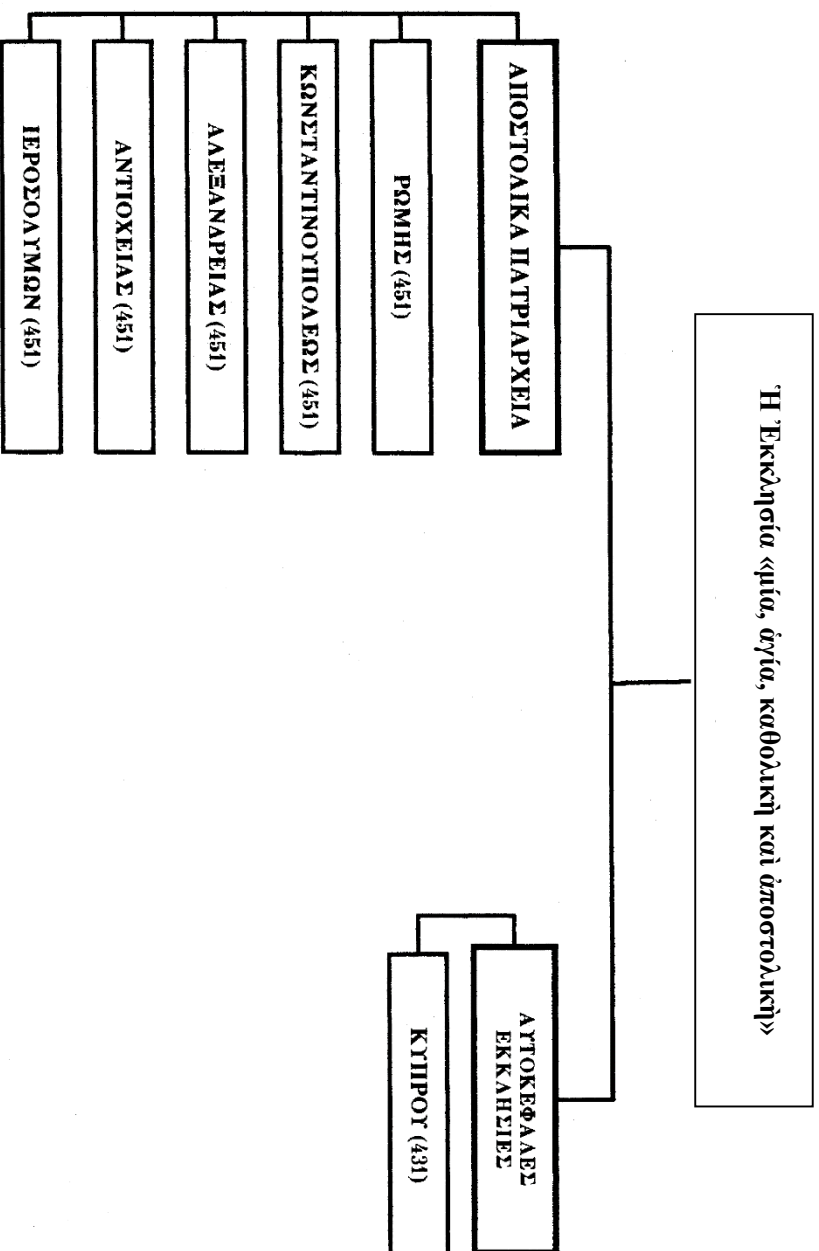 Ἡ Ἐκκλησία «μία, ἁγία, καθολικὴ καὶ ἀποστολικὴ»
ΑΠΟΣΤΟΛΙΚΑ ΠΑΤΡΙΑΡΧΕΙΑ
ΡΩΜΗΣ (451)
ΚΩΝΣΤΑΝΤΙΝΟΥΠΟΛΕΩΣ (451)
ΑΛΕΞΑΝΔΡΕΙΑΣ (451)
ΑΝΤΙΟΧΕΙΑΣ (451)
ΙΕΡΟΣΟΛΥΜΩΝ (451)
ΑΥΤΟΚΕΦΑΛΕΣ
ΕΚΚΛΗΣΙΕΣ
ΚΥΠΡΟΥ (431)